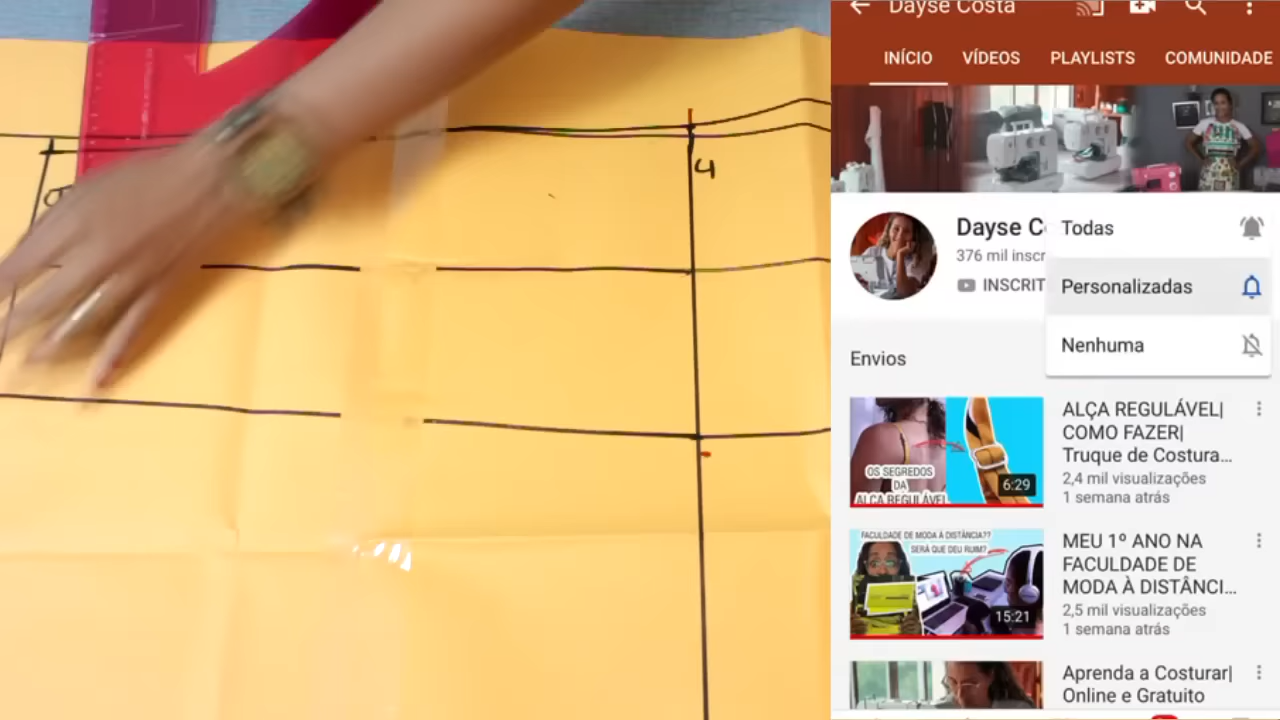 4
Dayse Costa
INÍCIO
VÍDEOS
PLAYLISTS
COMUNIDADE
Dayse C
376 mil inscr
INSCRIT
Todas
Personalizadas
Nenhuma
Envios
OS SEGREDOS
DA
ALÇA REGULÁVEL
6:29
ALÇA REGULÁVEL|
COMO FAZER|
Truque de Costura...
2,4 mil visualizações
1 semana atrás
FACULDADE DE MODA À DISTÂNCIA??
SERÁ QUE DEU RUIM?
15:21
MEU 1º ANO NA
FACULDADE DE
MODA À DISTÂNCI...
2,5 mil visualizações
1 semana atrás
Aprenda a Costurar|
Online e Gratuito